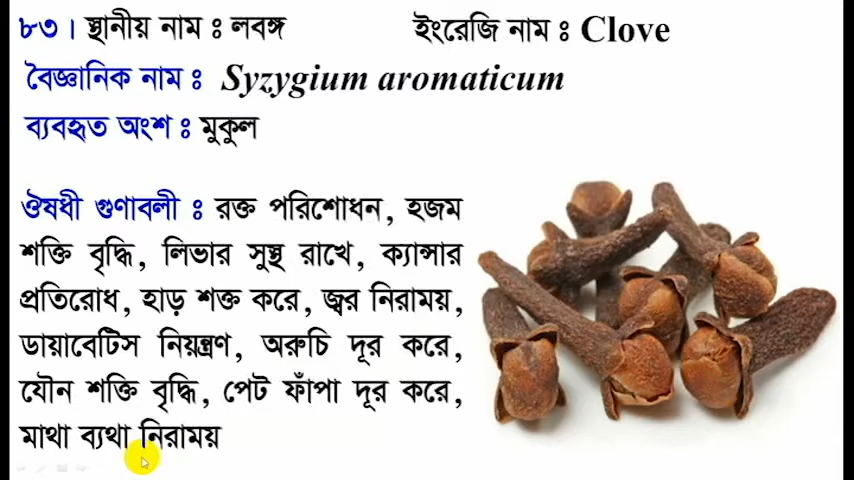 ৮৩। স্থানীয় নাম ঃ লবঙ্গ ইংরেজি নাম ঃ Clove
বৈজ্ঞানিক নাম ঃ Syzygium aromaticum
ব্যবহৃত অংশ ঃ মুকুল
ঔষধী গুণাবলী ঃ রক্ত পরিশোধন, হজম
শক্তি বৃদ্ধি, লিভার সুস্থ রাখে, ক্যান্সার
প্রতিরোধ, হাড় শক্ত করে, জ্বর নিরাময়,
ডায়াবেটিস নিয়ন্ত্রণ, অরুচি দূর করে,
যৌন শক্তি বৃদ্ধি, পেট ফাঁপা দূর করে,
মাথা ব্যথা নিরাময়